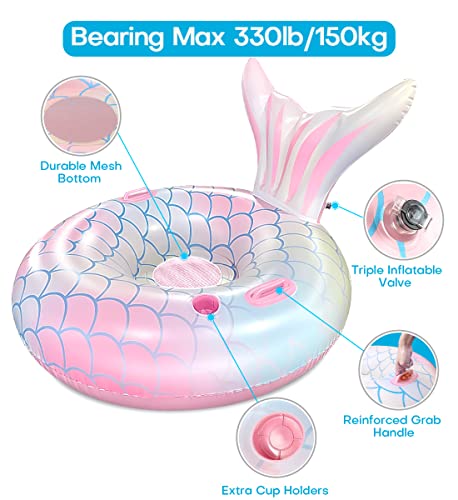 Bearing Max 330lb/150kg
Durable Mesh
Bottom
Triple Inflatable
Valve
Reinforced Grab
Handle
Extra Cup Holders